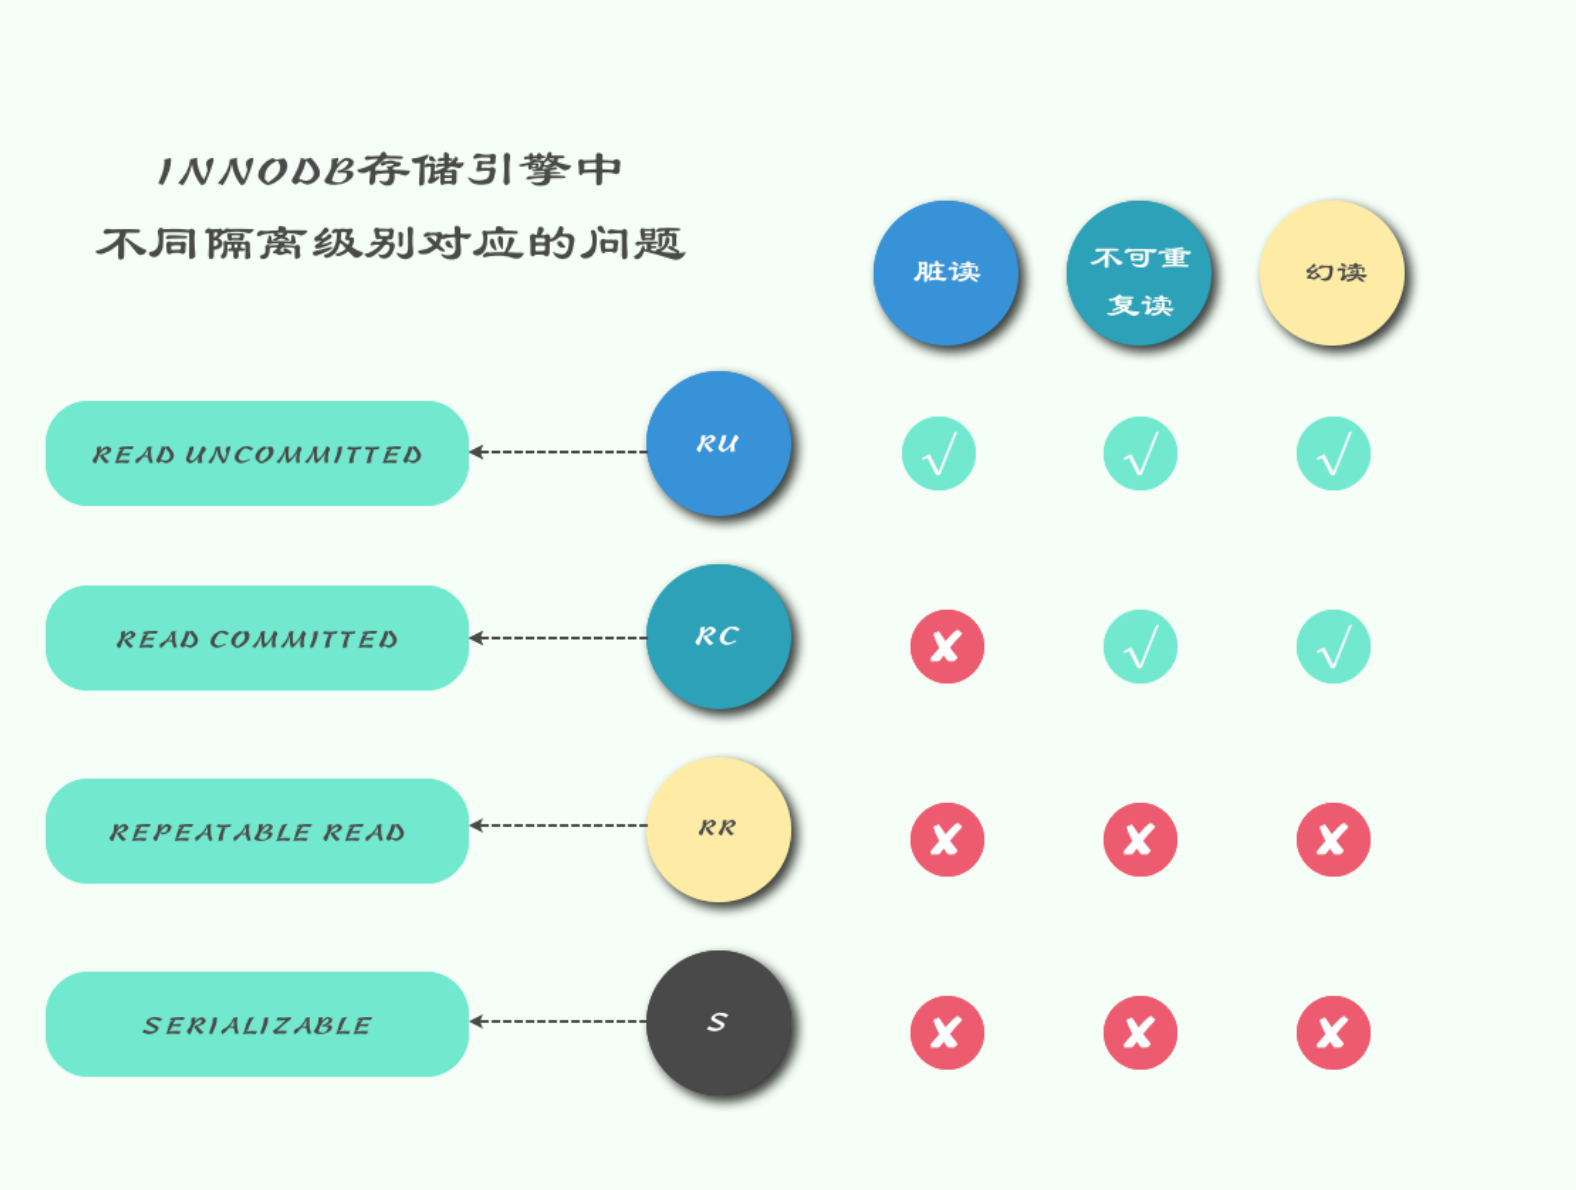 INNODB存储引擎中
不同隔离级别对应的问题
脏读
不可重
复读
幻读
READ UNCOMMITTED
RU
√ √ √
READ COMMITTED
RC
✘ √ √
REPEATABLE READ
RR
✘ ✘ ✘
SERIALIZABLE
S
✘ ✘ ✘